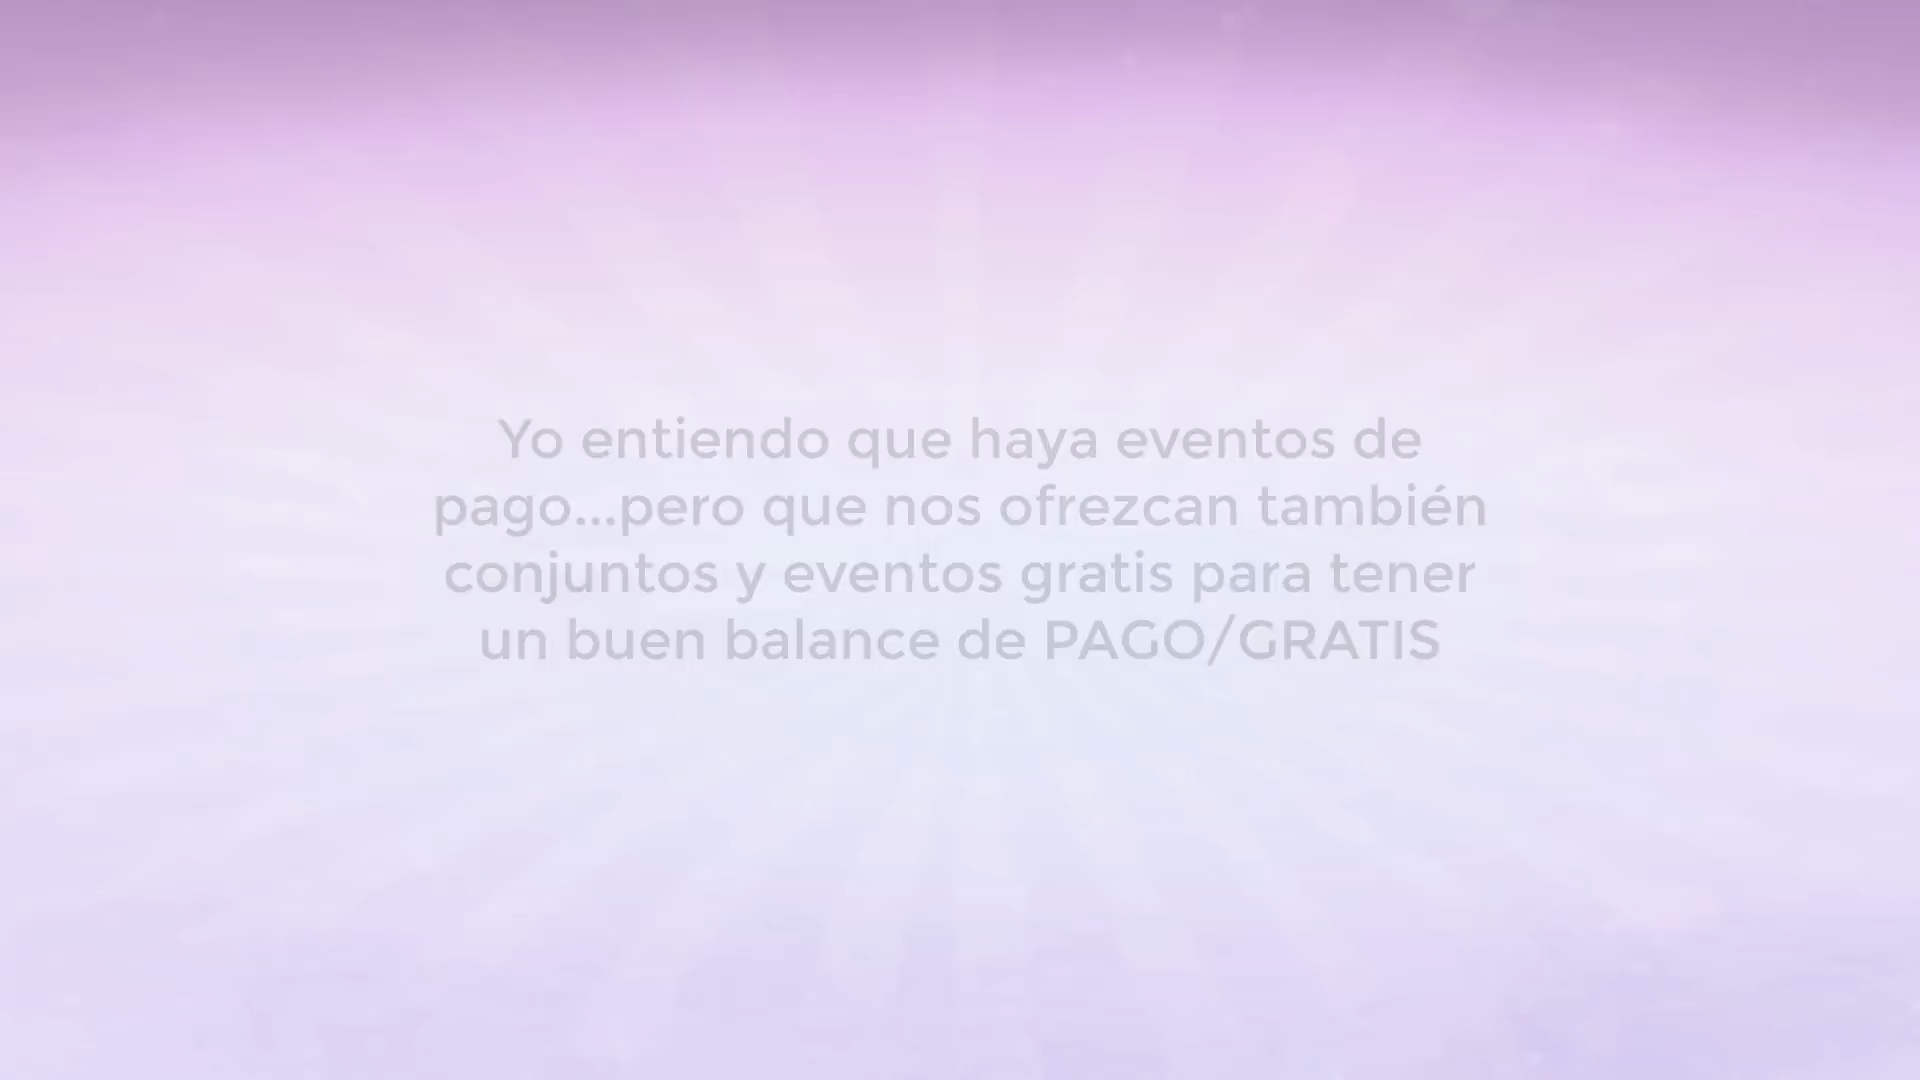 Yo entiendo que haya eventos de
pago...pero que nos ofrezcan también
conjuntos y eventos gratis para tener
un buen balance de PAGO/GRATIS